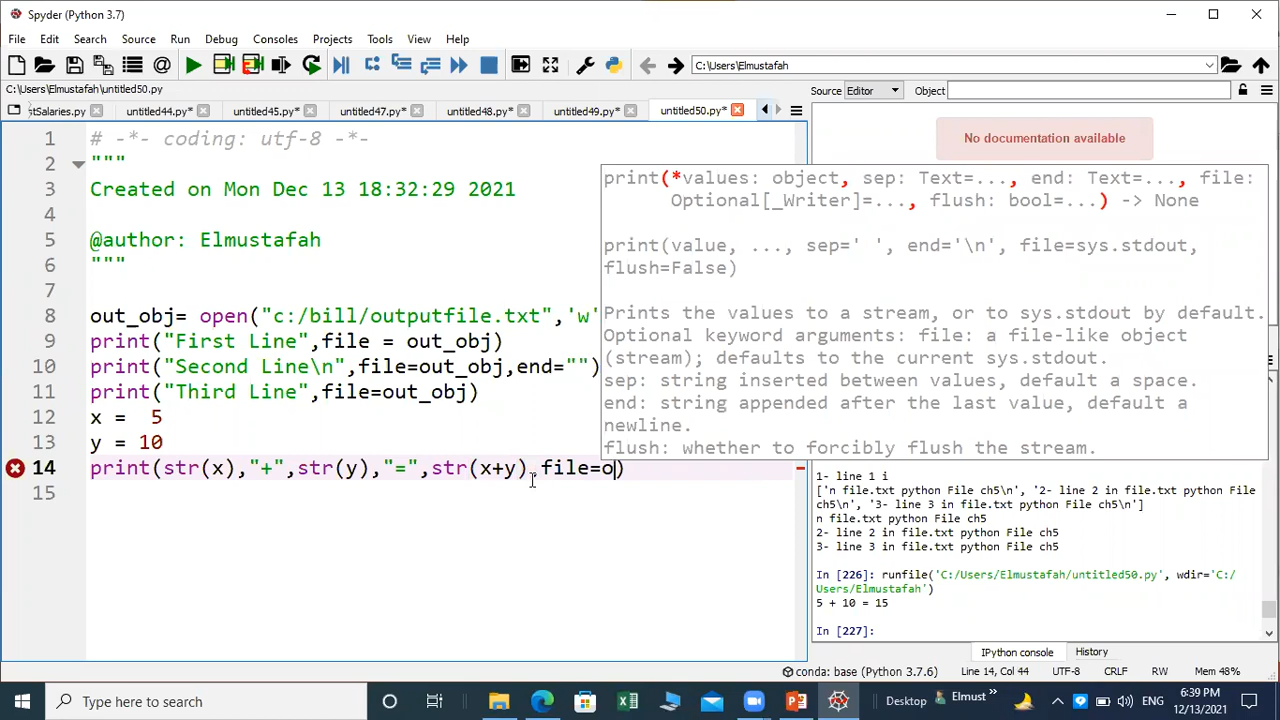 Spyder (Python 3.7)
File Edit Search Source Run Debug Consoles Projects Tools View Help
C:\Users\Elmustafah
C:\Users\Elmustafah\untitled50.py
Source Editor Object
tSalaries.py untitled44.py* untitled45.py* untitled47.py* untitled48.py* untitled49.py* untitled50.py*
No documentation available
1 # -*- coding: utf-8 -*-
2 """
3 Created on Mon Dec 13 18:32:29 2021
4
5 @author: Elmustafah
6 """
7
8 out_obj= open("c:/bill/outputfile.txt",'w'
9 print("First Line",file = out_obj)
10 print("Second Line\n",file=out_obj,end="")
11 print("Third Line",file=out_obj)
12 x =  5
13 y = 10
14 print(str(x),"+",str(y),"=",str(x+y),file=o)
15
print(*values: object, sep: Text=..., end: Text=..., file:
Optional[_Writer]=..., flush: bool=...) -> None
print(value, ..., sep=' ', end='\n', file=sys.stdout,
flush=False)
Prints the values to a stream, or to sys.stdout by default.
Optional keyword arguments: file: a file-like object
(stream); defaults to the current sys.stdout.
sep: string inserted between values, default a space.
end: string appended after the last value, default a
newline.
flush: whether to forcibly flush the stream.
1- line 1 i
['n file.txt python File ch5\n', '2- line 2 in file.txt python File
ch5\n', '3- line 3 in file.txt python File ch5\n']
n file.txt python File ch5
2- line 2 in file.txt python File ch5
3- line 3 in file.txt python File ch5
In [226]: runfile('C:/Users/Elmustafah/untitled50.py', wdir='C:/
Users/Elmustafah')
5 + 10 = 15
In [227]:
IPython console History
conda: base (Python 3.7.6) Line 14, Col 44 UTF-8 CRLF RW Mem 48%
Type here to search
Desktop Elmust ENG
6:39 PM
12/13/2021